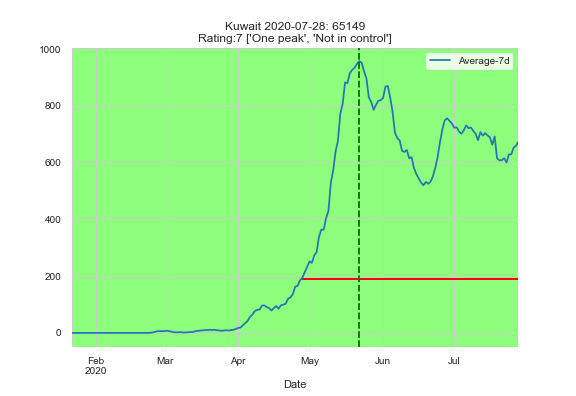 Kuwait 2020-07-28: 65149
Rating:7 ['One peak', 'Not in control']
Average-7d
1000
800
600
400
200
0
Feb
2020
Mar
Apr
May
Jun
Jul
Date